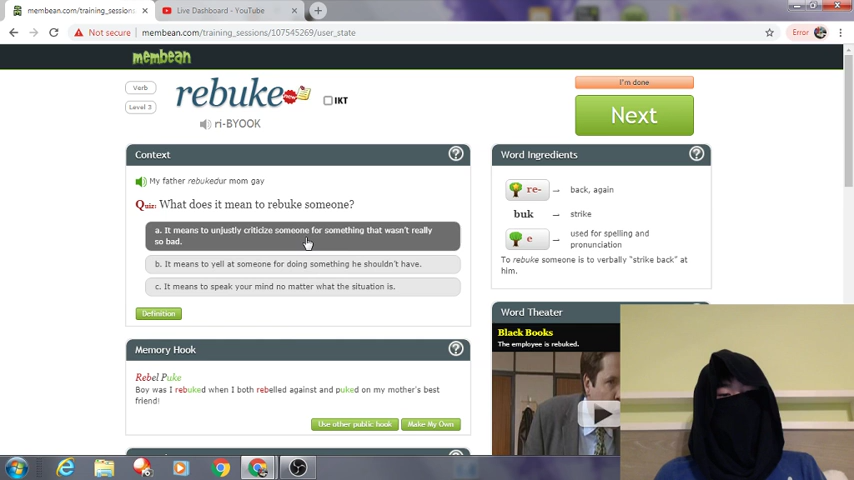 membean.com/training_sessions
Live Dashboard - YouTube
Not secure
membean.com/training_sessions/107545269/user_state
Error
membean
Verb
Level 3
rebuke
new
IKT
ri-BYOOK
I'm done
Next
Context
?
My father rebukedur mom gay
Quiz: What does it mean to rebuke someone?
a. It means to unjustly criticize someone for something that wasn't really
so bad.
b. It means to yell at someone for doing something he shouldn't have.
c. It means to speak your mind no matter what the situation is.
Definition
Memory Hook
?
Rebel Puke
Boy was I rebuked when I both rebelled against and puked on my mother's best
friend!
Use other public hook
Make My Own
Word Ingredients
?
re- → back, again
buk → strike
e → used for spelling and
pronunciation
To rebuke someone is to verbally "strike back" at
him.
Word Theater
Black Books
The employee is rebuked.